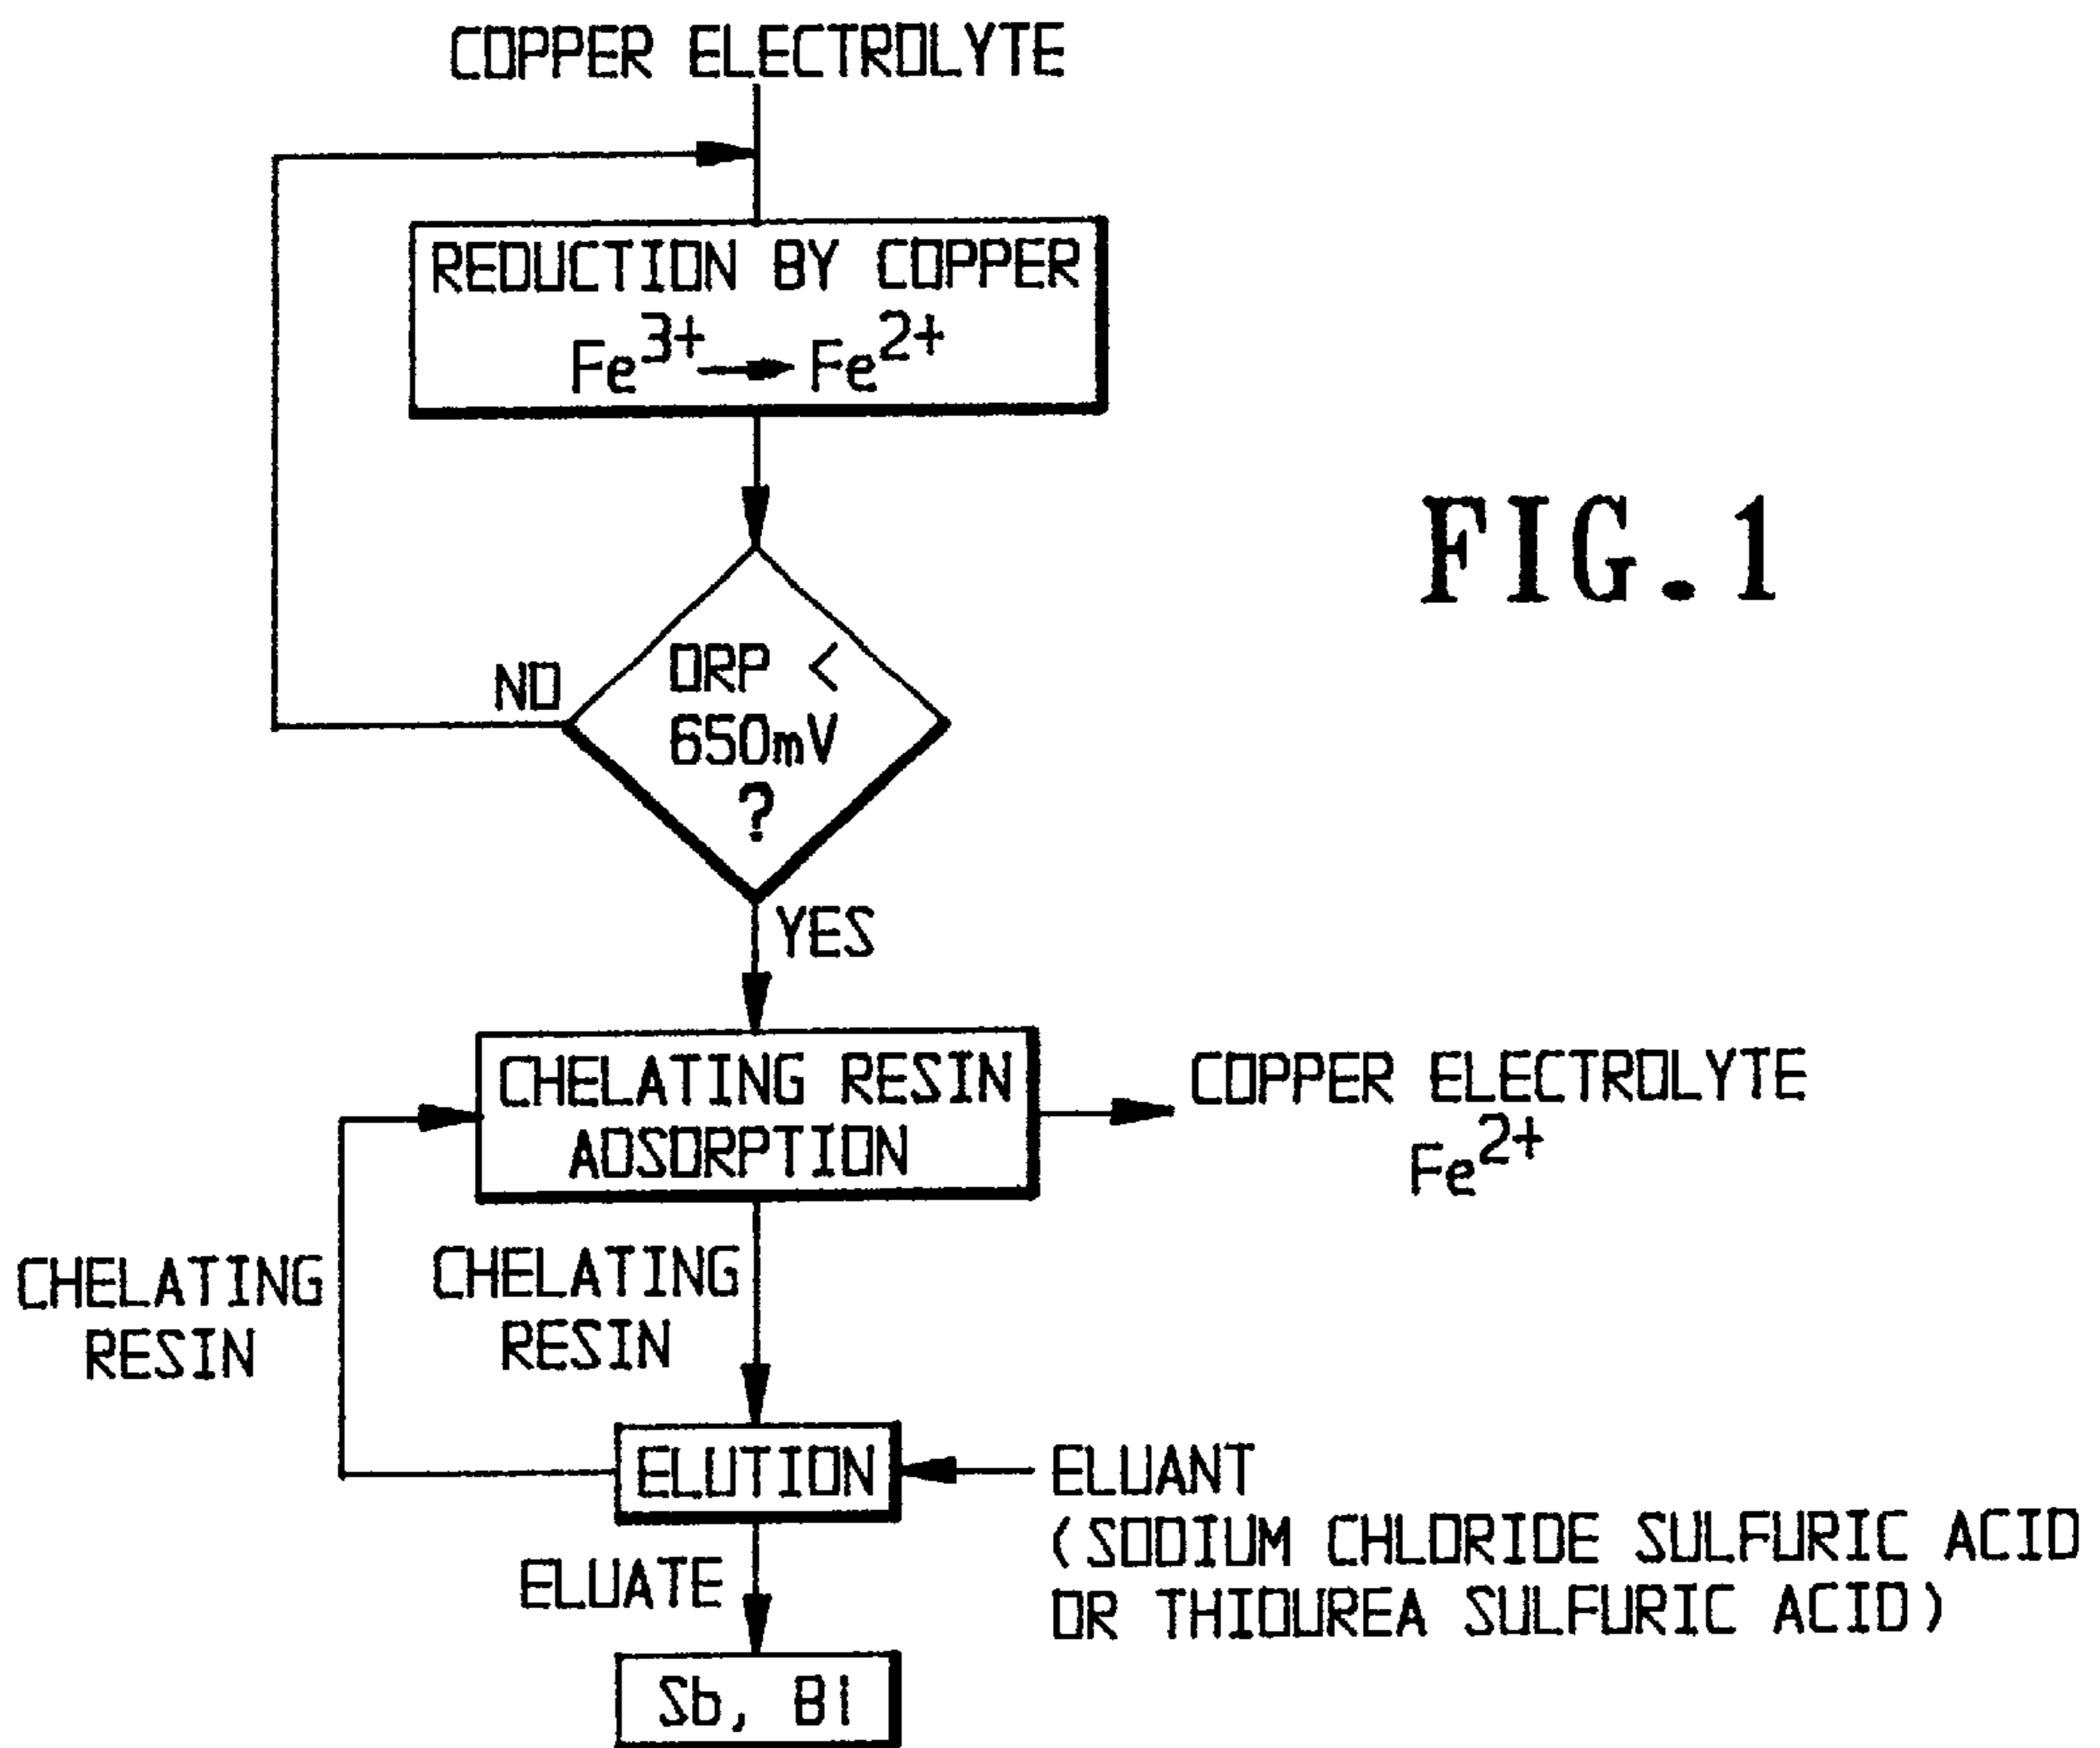 COPPER ELECTROLYTE
REDUCTION BY COPPER
Fe³⁺ → Fe²⁺
FIG.1
ORP <
650mV
?
NO
YES
CHELATING RESIN
ADSORPTION
COPPER ELECTROLYTE
Fe²⁺
CHELATING
RESIN
CHELATING
RESIN
ELUTION
ELUANT
(SODIUM CHLORIDE SULFURIC ACID
OR THIOUREA SULFURIC ACID)
ELUATE
Sb, BI